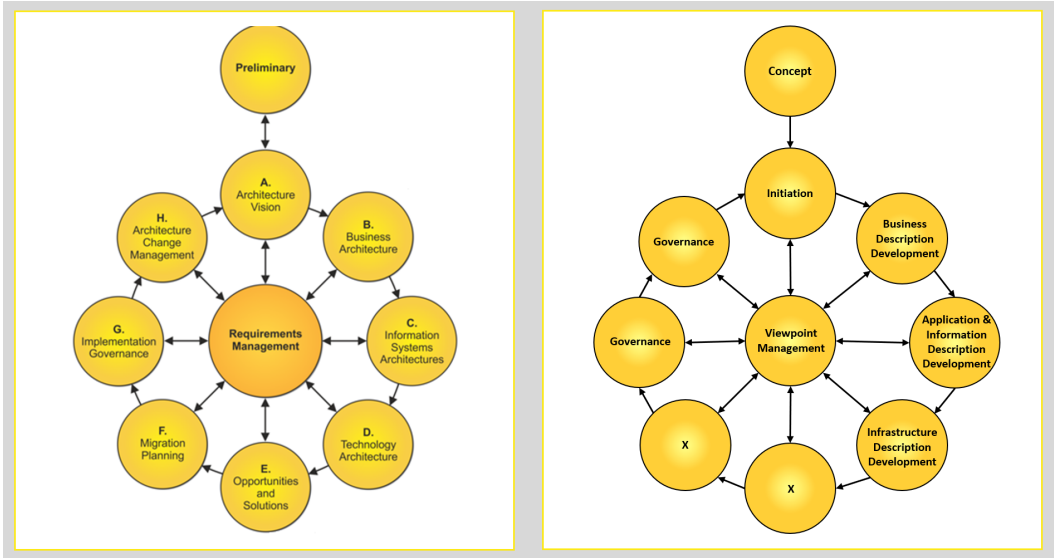 Preliminary
A.
Architecture
Vision
H.
Architecture
Change
Management
B.
Business
Architecture
G.
Implementation
Governance
Requirements
Management
C.
Information
Systems
Architectures
F.
Migration
Planning
D.
Technology
Architecture
E.
Opportunities
and
Solutions
Concept
Initiation
Governance
Business
Description
Development
Governance
Viewpoint
Management
Application &
Information
Description
Development
X
Infrastructure
Description
Development
X